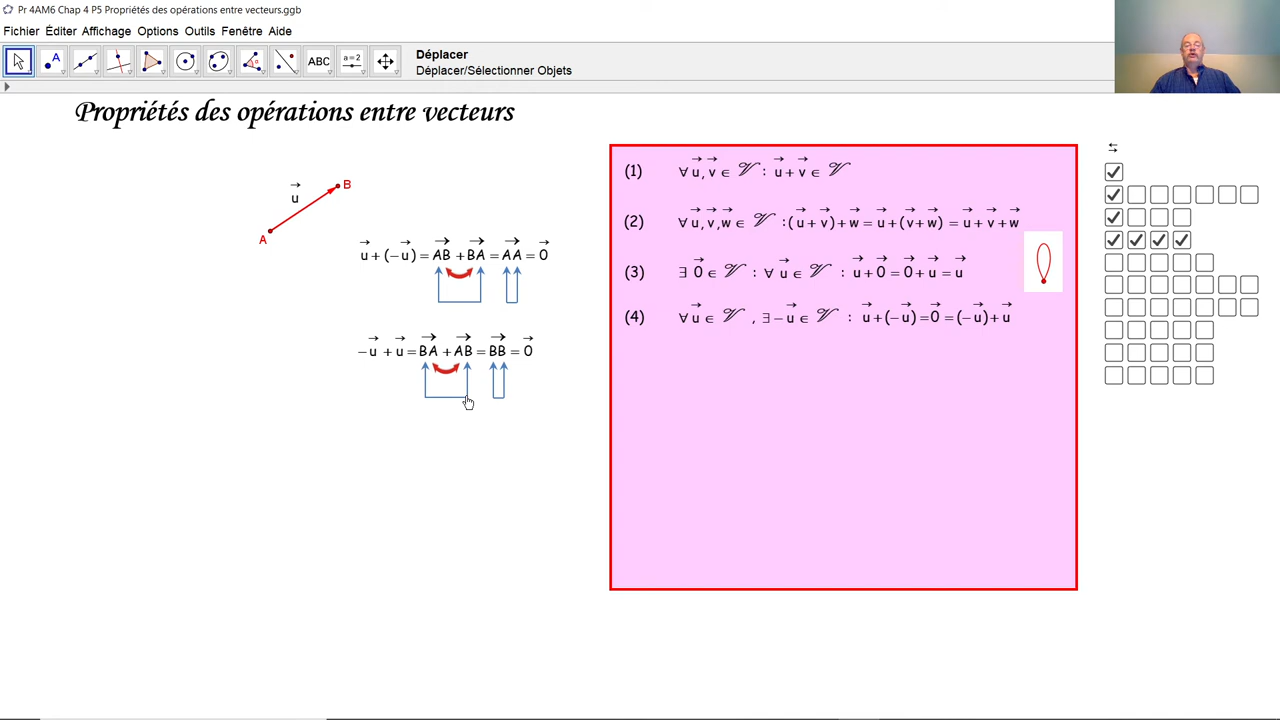 Pr 4AM6 Chap 4 P5 Propriétés des opérations entre vecteurs.ggb
Fichier Éditer Affichage Options Outils Fenêtre Aide
A ABC a=2 Déplacer
Déplacer/Sélectionner Objets
Propriétés des opérations entre vecteurs
u⃗ A B
u⃗ + (−u⃗) = AB⃗ + BA⃗ = AA⃗ = 0⃗
−u⃗ + u⃗ = BA⃗ + AB⃗ = BB⃗ = 0⃗
(1) ∀ u⃗, v⃗ ∈ 𝒱 : u⃗ + v⃗ ∈ 𝒱
(2) ∀ u⃗, v⃗, w⃗ ∈ 𝒱 : (u⃗ + v⃗) + w⃗ = u⃗ + (v⃗ + w⃗) = u⃗ + v⃗ + w⃗
(3) ∃ 0⃗ ∈ 𝒱 : ∀ u⃗ ∈ 𝒱 : u⃗ + 0⃗ = 0⃗ + u⃗ = u⃗
(4) ∀ u⃗ ∈ 𝒱 , ∃ −u⃗ ∈ 𝒱 : u⃗ + (−u⃗) = 0⃗ = (−u⃗) + u⃗